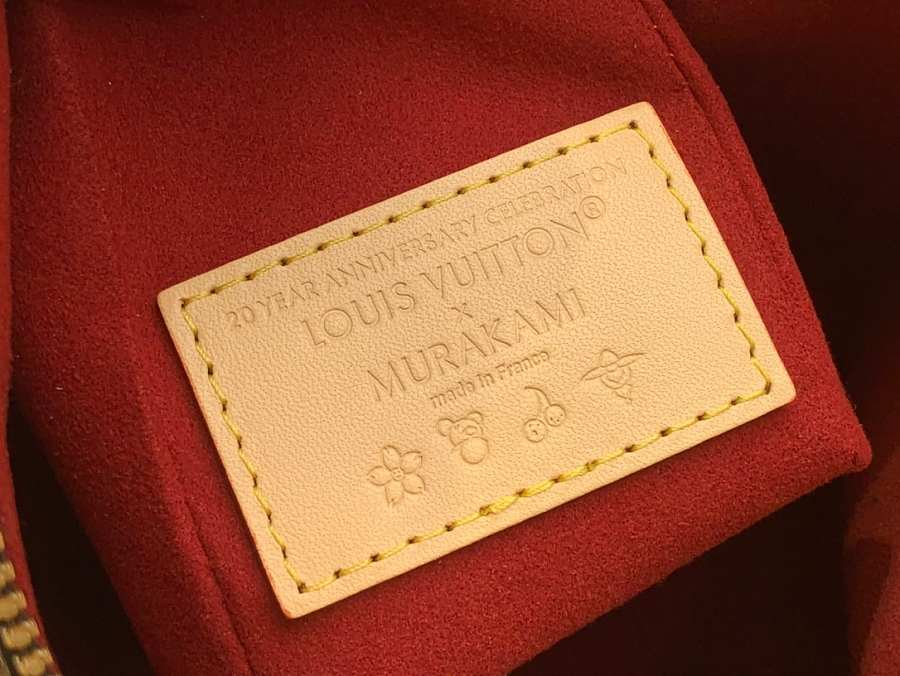 20 YEAR ANNIVERSARY CELEBRATION
LOUIS VUITTON®
x
MURAKAMI
made in France